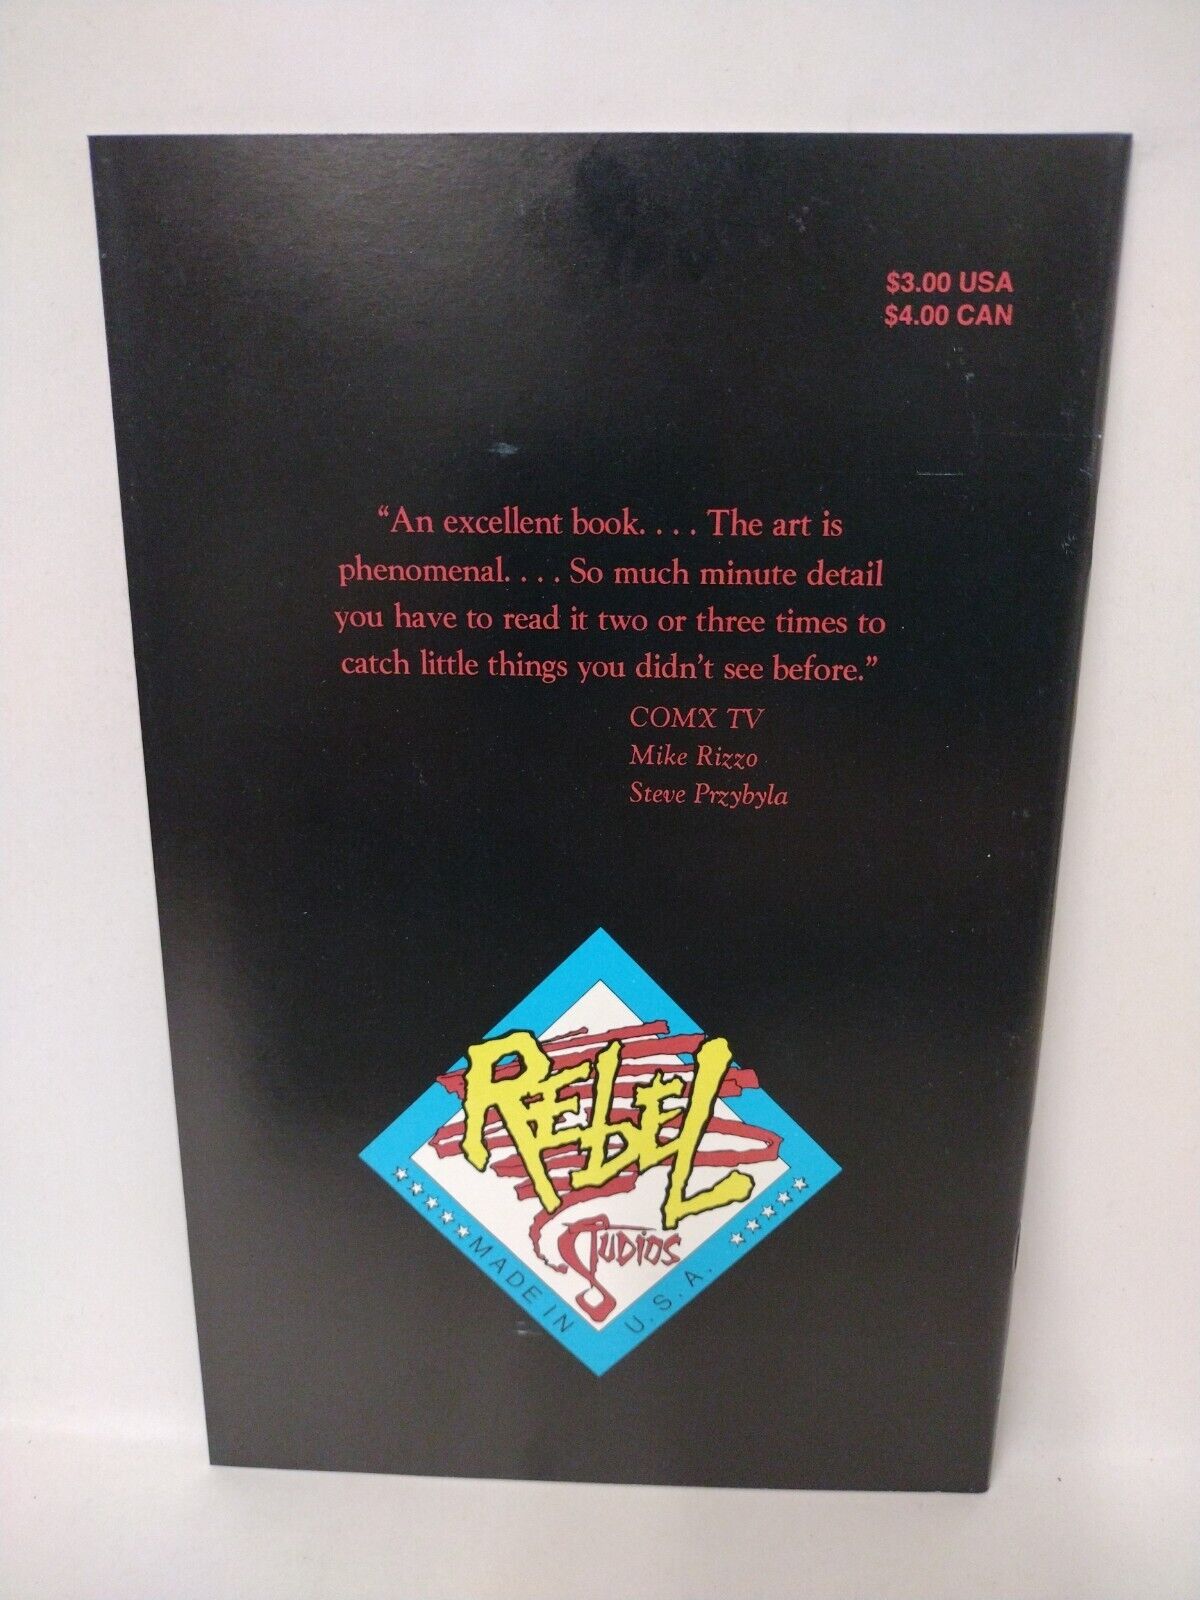 $3.00 USA
$4.00 CAN
“An excellent book. . . . The art is
phenomenal. . . . So much minute detail
you have to read it two or three times to
catch little things you didn’t see before.”
COMX TV
Mike Rizzo
Steve Przybyla
REbEL
STUDIOS
MADE IN U.S.A.